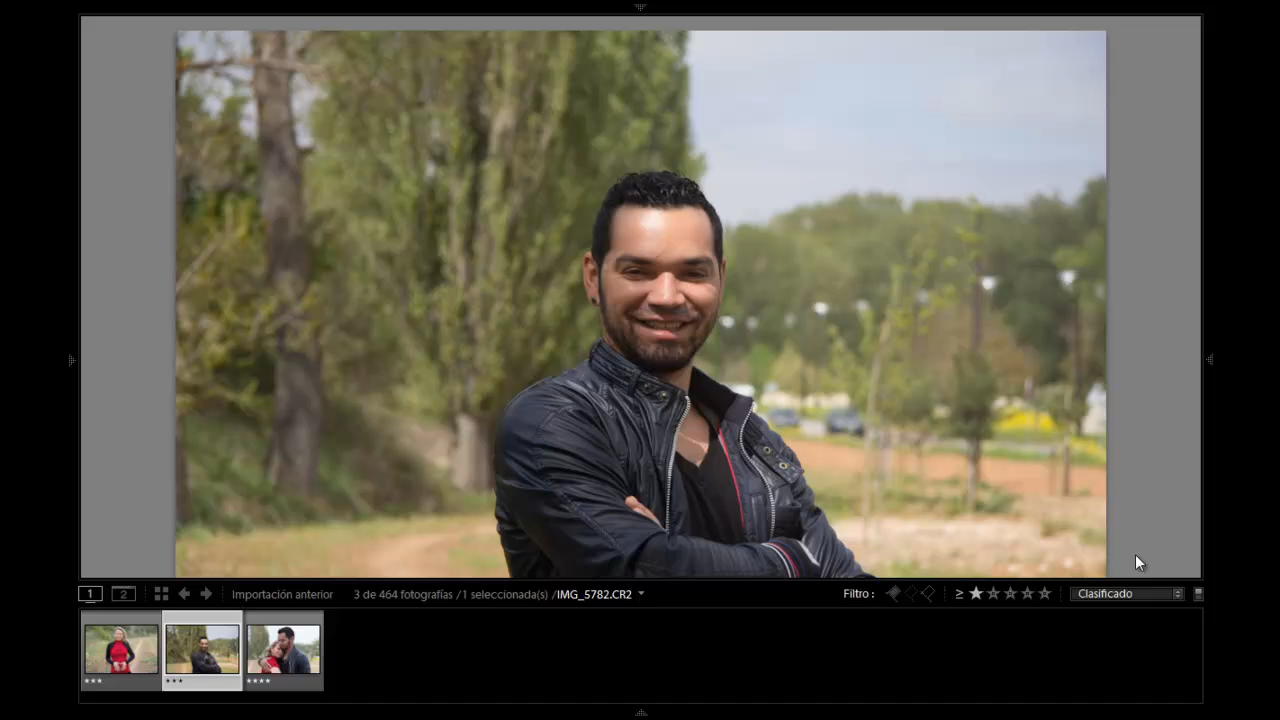 1 2 Importación anterior 3 de 464 fotografías /1 seleccionada(s) /IMG_5782.CR2 Filtro : ≥ ★★★★★ Clasificado
★★★ ★★★ ★★★★